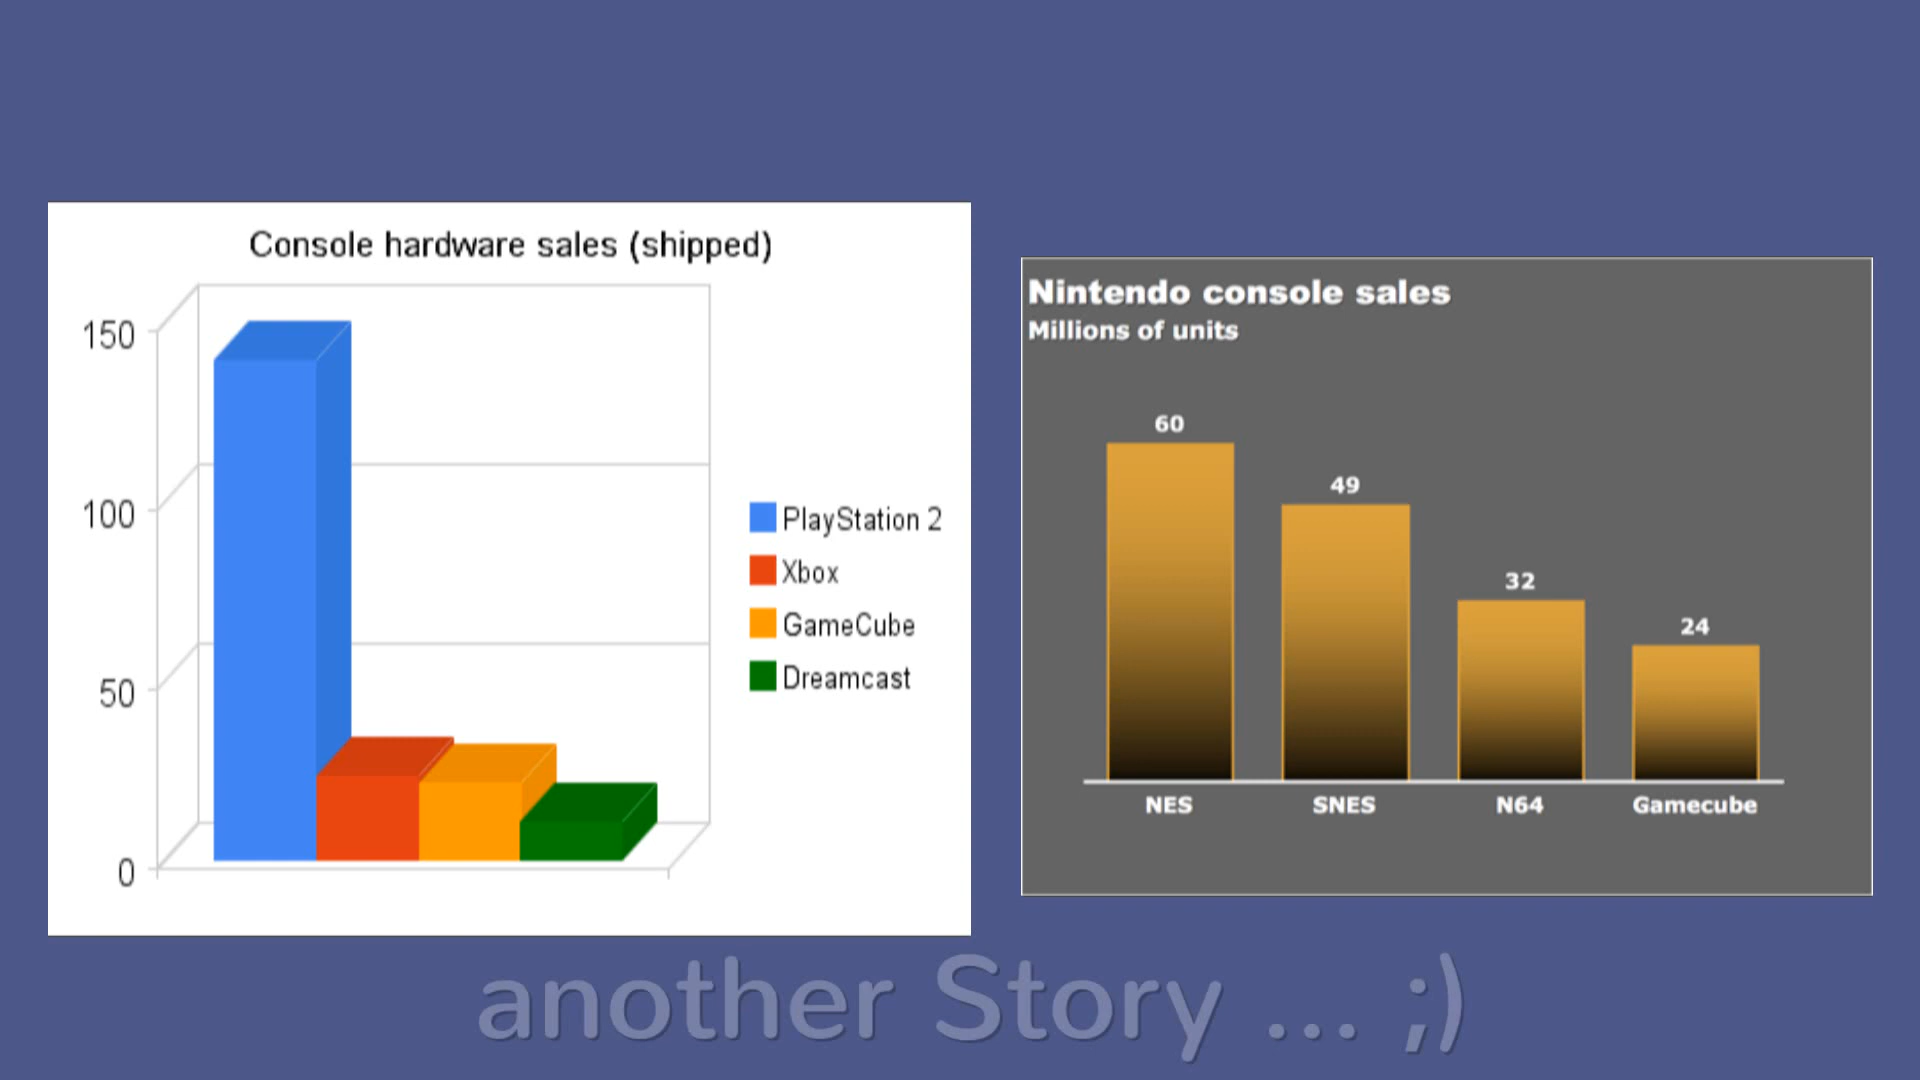 Console hardware sales (shipped)
150
100
50
0
PlayStation 2
Xbox
GameCube
Dreamcast
Nintendo console sales
Millions of units
60
49
32
24
NES
SNES
N64
Gamecube
another Story ... ;)